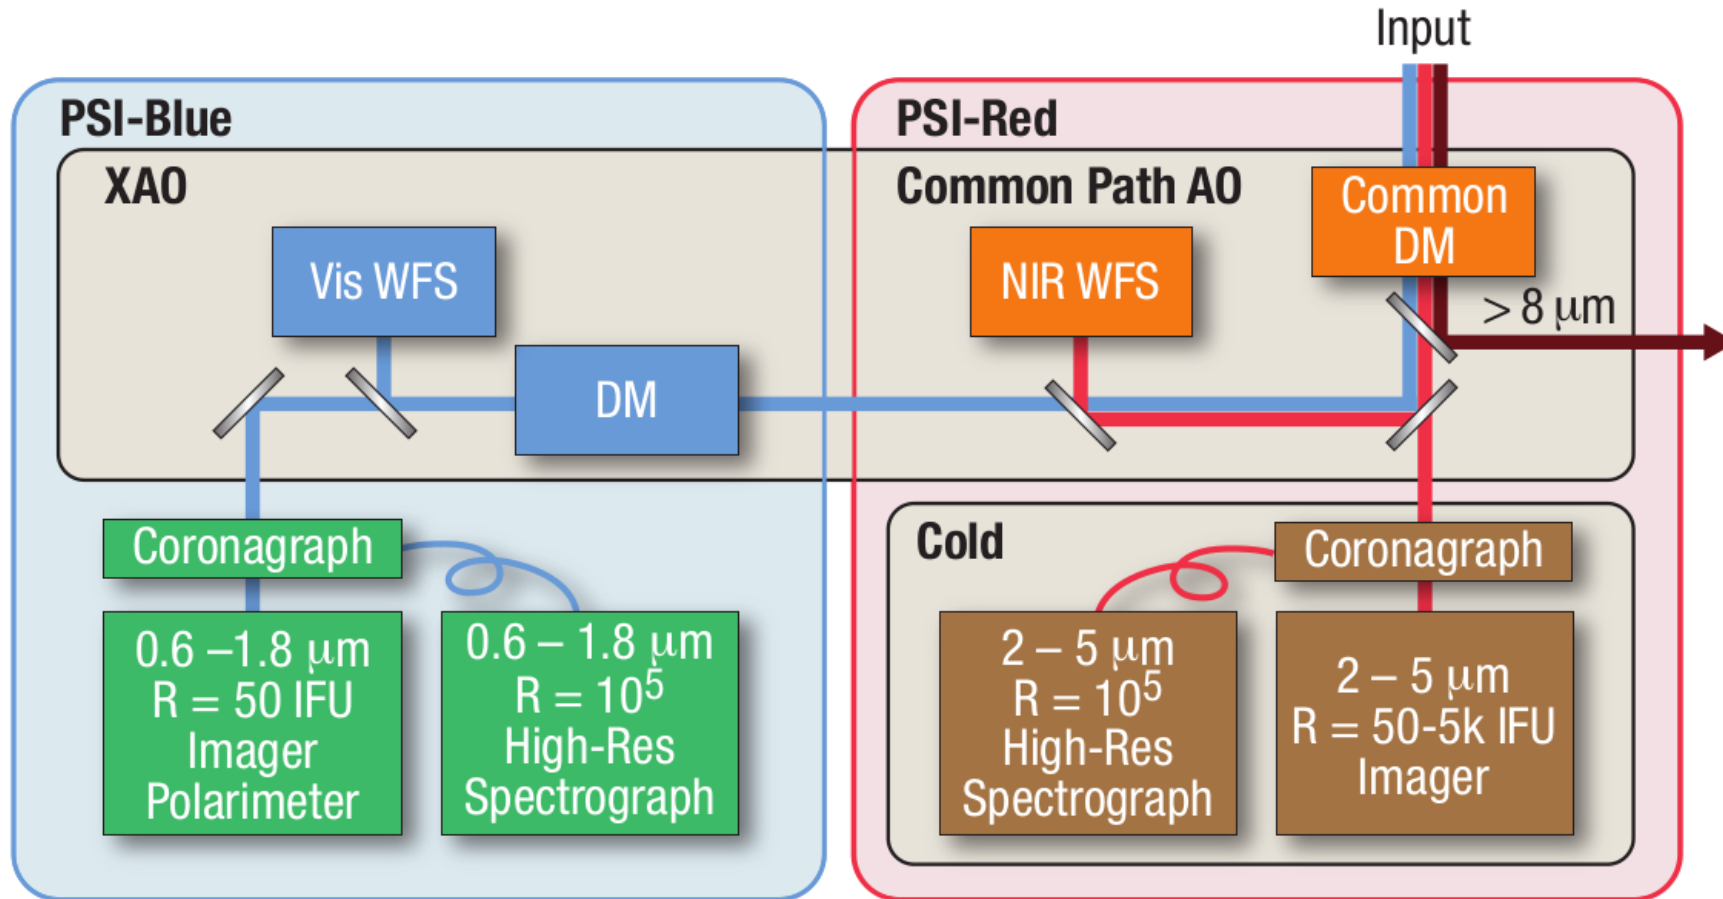 Input
PSI-Blue
PSI-Red
XAO
Common Path AO
Common
DM
Vis WFS
NIR WFS
> 8 μm
DM
Coronagraph
Cold
Coronagraph
0.6 –1.8 μm
R = 50 IFU
Imager
Polarimeter
0.6 – 1.8 μm
R = 10⁵
High-Res
Spectrograph
2 – 5 μm
R = 10⁵
High-Res
Spectrograph
2 – 5 μm
R = 50-5k IFU
Imager